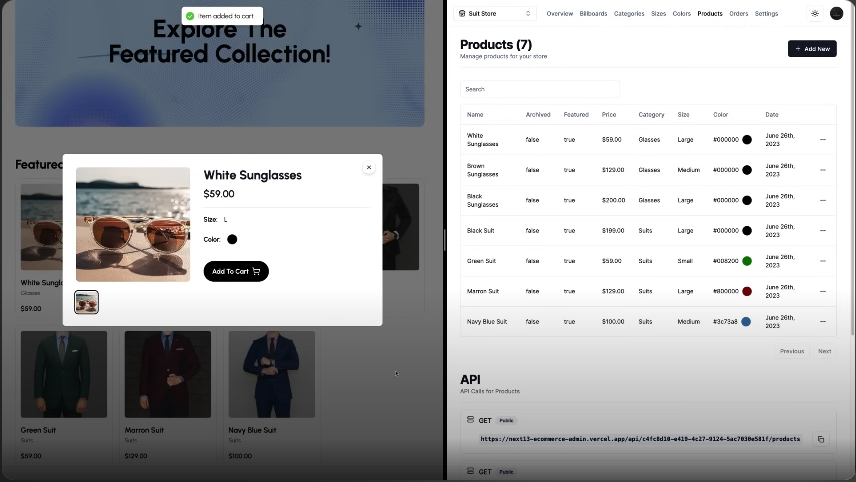 Item added to cart.
Explore The
Featured Collection!
Featured
White Sunglasses
$59.00
Size: L
Color:
Add To Cart
White Sungl
Glasses
$59.00
Green Suit
Suits
$59.00
Marron Suit
Suits
$129.00
Navy Blue Suit
Suits
$100.00
Suit Store
Overview Billboards Categories Sizes Colors Products Orders Settings
Products (7)
Manage products for your store
+ Add New
Search
Name Archived Featured Price Category Size Color Date
White Sunglasses false true $59.00 Glasses Large #000000 June 26th, 2023
Brown Sunglasses false true $129.00 Glasses Medium #000000 June 26th, 2023
Black Sunglasses false true $200.00 Glasses Large #000000 June 26th, 2023
Black Suit false true $199.00 Suits Large #000000 June 26th, 2023
Green Suit false true $59.00 Suits Small #008200 June 26th, 2023
Marron Suit false true $129.00 Suits Large #800000 June 26th, 2023
Navy Blue Suit false true $100.00 Suits Medium #3c73a8 June 26th, 2023
Previous Next
API
API Calls for Products
GET Public
https://next13-ecommerce-admin.vercel.app/api/c4fc8d10-e419-4c27-9124-5ac7030e581f/products
GET Public